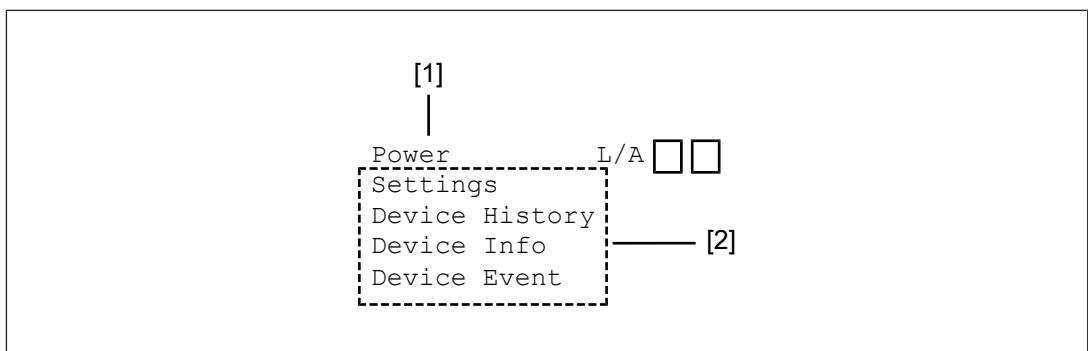 [1]
Power L/A
Settings
Device History
Device Info [2]
Device Event